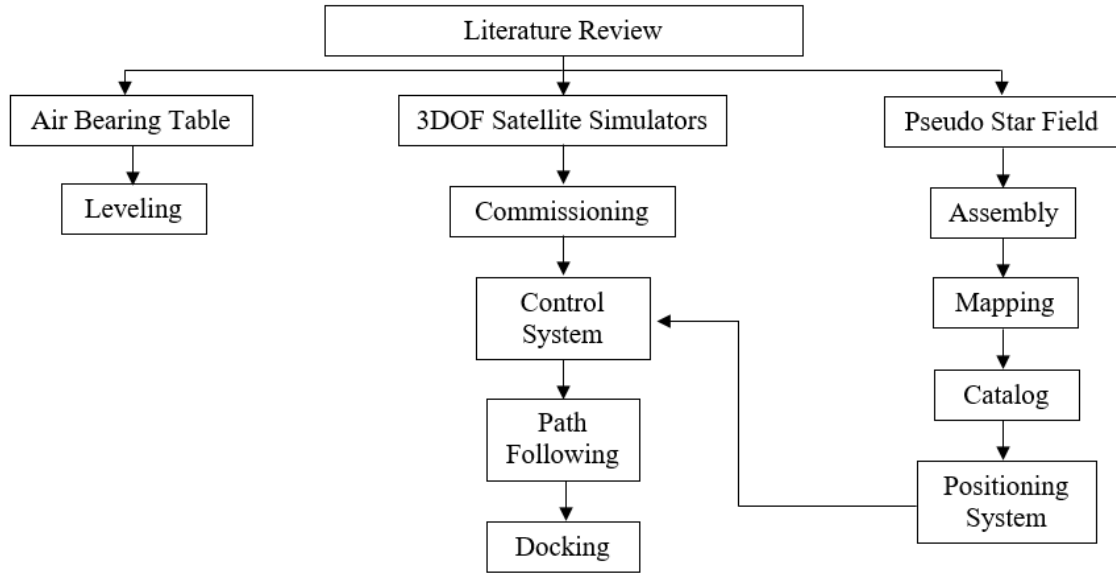 Literature Review
Air Bearing Table
3DOF Satellite Simulators
Pseudo Star Field
Leveling
Commissioning
Assembly
Control
System
Mapping
Path
Following
Catalog
Positioning
System
Docking